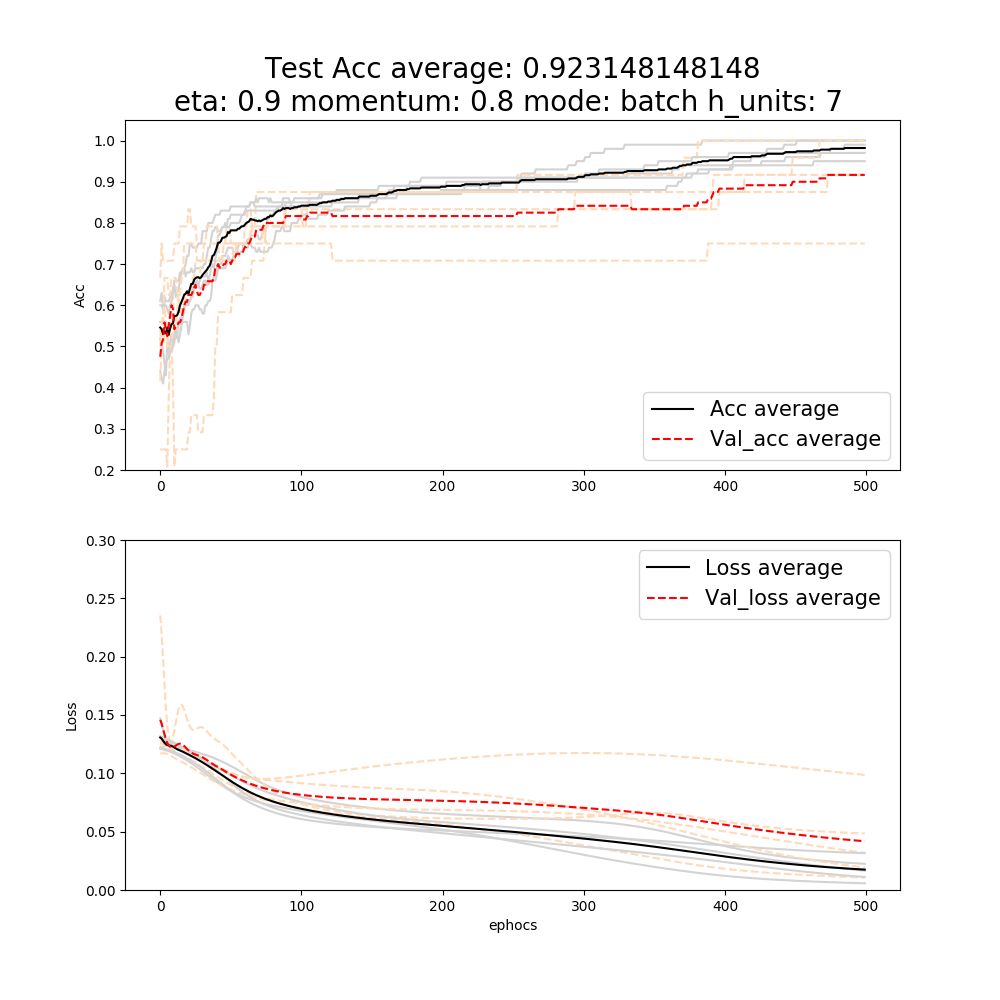 Test Acc average: 0.923148148148
eta: 0.9 momentum: 0.8 mode: batch h_units: 7
1.0
0.9
0.8
0.7
0.6
0.5
0.4
0.3
0.2
Acc
Acc average
Val_acc average
0 100 200 300 400 500
0.30
0.25
0.20
0.15
0.10
0.05
0.00
Loss
Loss average
Val_loss average
0 100 200 300 400 500
ephocs